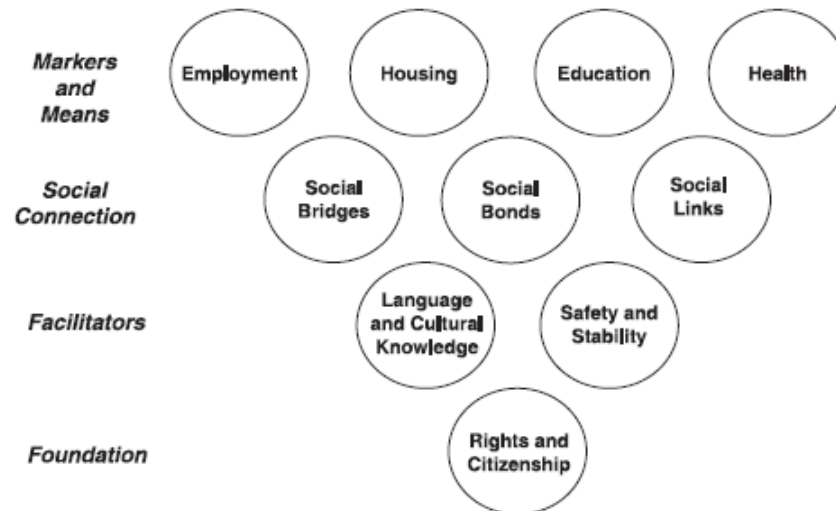 Markers
and
Means
Employment
Housing
Education
Health
Social
Connection
Social
Bridges
Social
Bonds
Social
Links
Facilitators
Language
and Cultural
Knowledge
Safety and
Stability
Foundation
Rights and
Citizenship